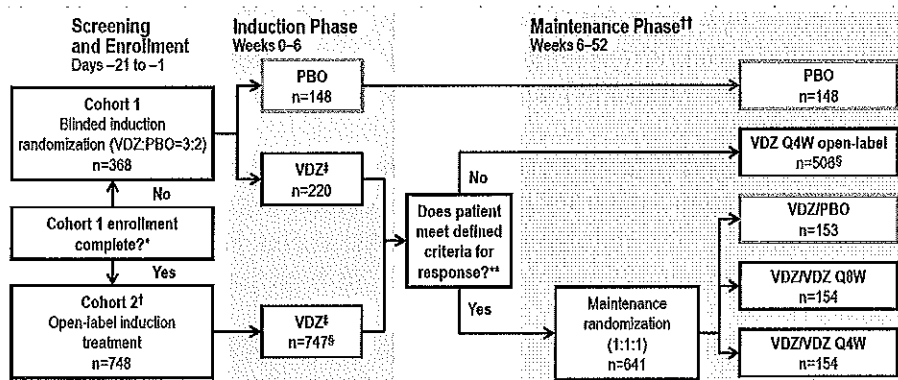 Screening
and Enrollment
Days –21 to –1
Induction Phase
Weeks 0–6
Maintenance Phase††
Weeks 6–52
Cohort 1
Blinded induction
randomization (VDZ:PBO=3:2)
n=368
No
Cohort 1 enrollment
complete?*
Yes
Cohort 2†
Open-label induction
treatment
n=748
PBO
n=148
VDZ‡
n=220
VDZ‡
n=747§
Does patient
meet defined
criteria for
response?**
No
Yes
Maintenance
randomization
(1:1:1)
n=641
PBO
n=148
VDZ Q4W open-label
n=506§
VDZ/PBO
n=153
VDZ/VDZ Q8W
n=154
VDZ/VDZ Q4W
n=154